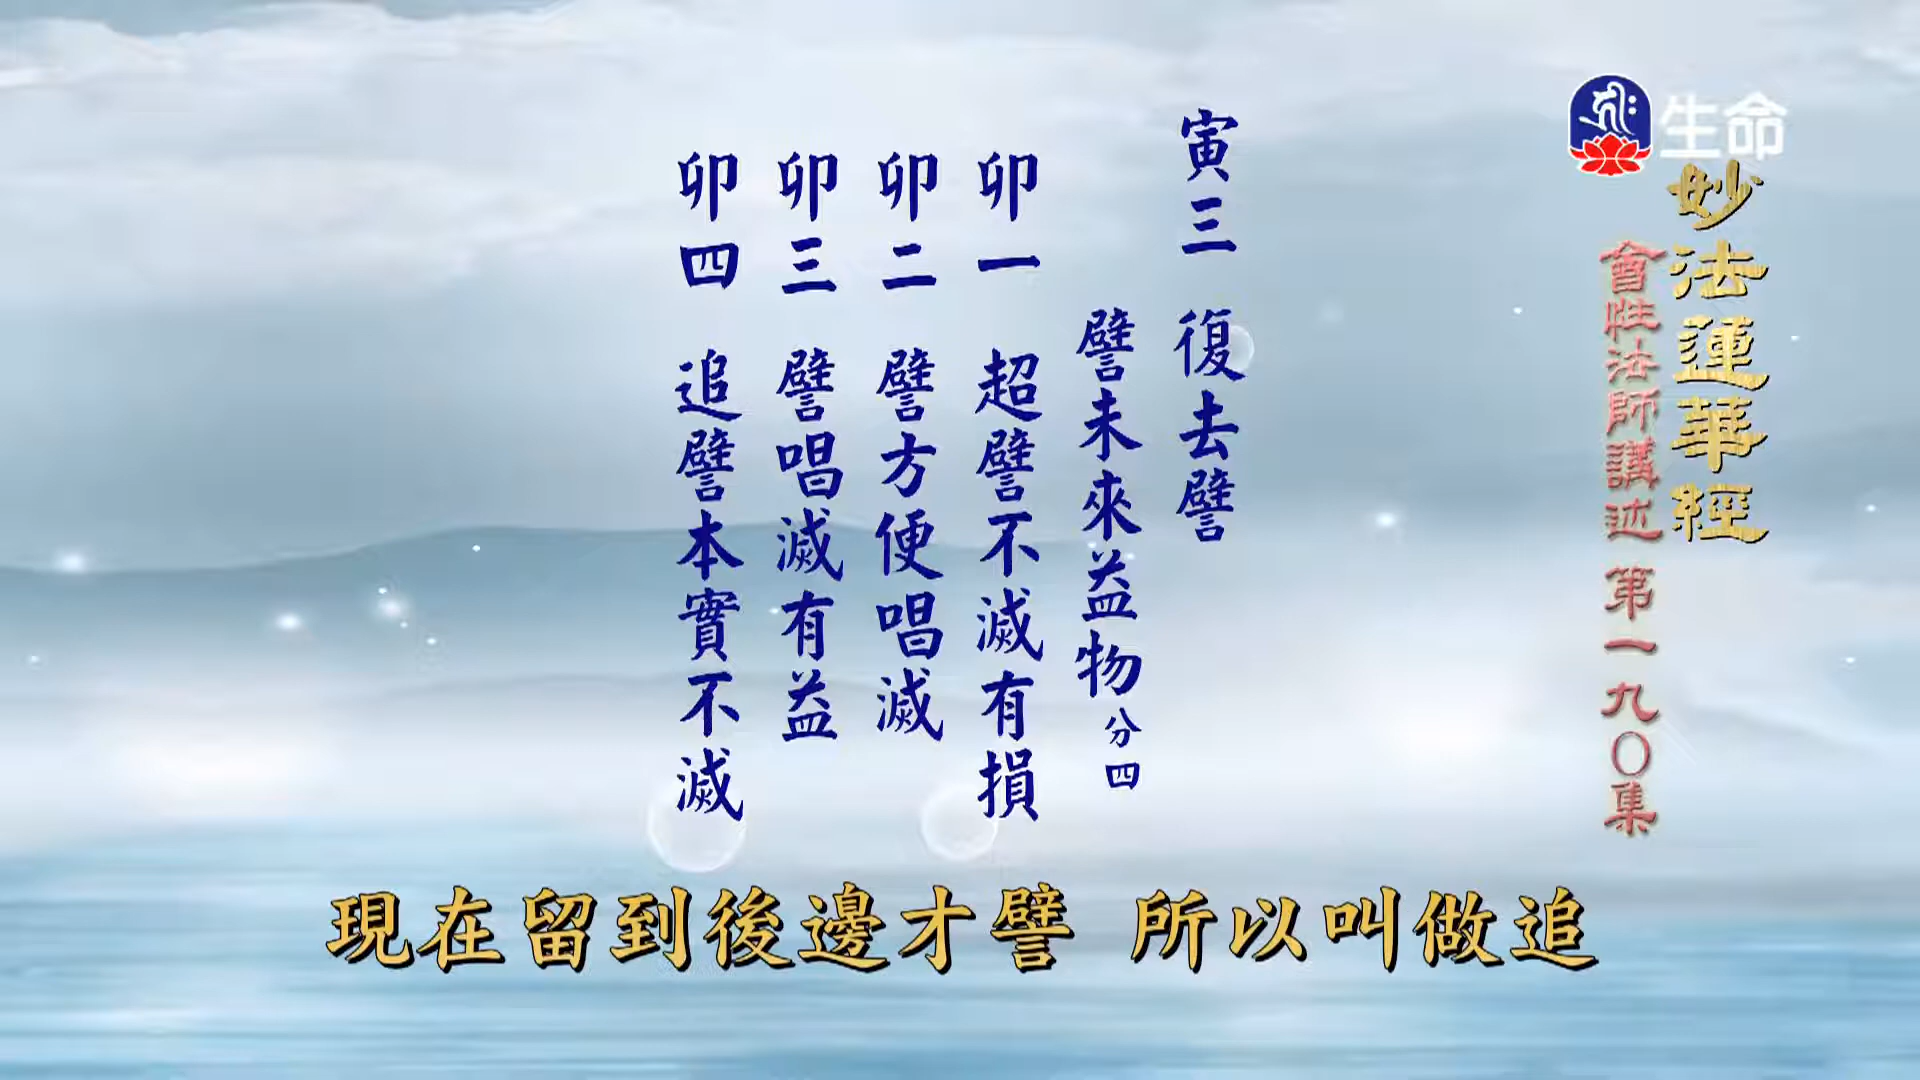 生命
妙法蓮華經
會性法師講述 第一九〇集
寅三 復去譬
譬未來益物分四
卯一 超譬不滅有損
卯二 譬方便唱滅
卯三 譬唱滅有益
卯四 追譬本實不滅
現在留到後邊才譬 所以叫做追